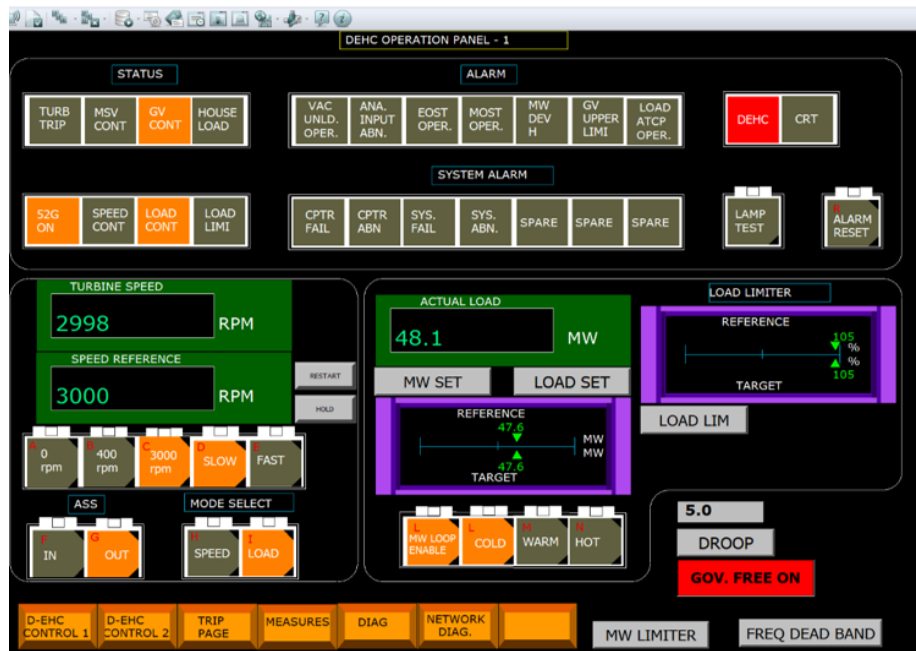 DEHC OPERATION PANEL - 1
STATUS
ALARM
TURB
TRIP
MSV
CONT
GV
CONT
HOUSE
LOAD
VAC
UNLD.
OPER.
ANA.
INPUT
ABN.
EOST
OPER.
MOST
OPER.
MW
DEV
H
GV
UPPER
LIMI
LOAD
ATCP
OPER.
DEHC
CRT
SYSTEM ALARM
52G
ON
SPEED
CONT
LOAD
CONT
LOAD
LIMI
CPTR
FAIL
CPTR
ABN
SYS.
FAIL
SYS.
ABN.
SPARE
SPARE
SPARE
LAMP
TEST
R
ALARM
RESET
TURBINE SPEED
2998 RPM
SPEED REFERENCE
3000 RPM
RESTART
HOLD
A
0
rpm
B
400
rpm
C
3000
rpm
D
SLOW
E
FAST
ASS
MODE SELECT
F
IN
G
OUT
H
SPEED
I
LOAD
ACTUAL LOAD
48.1 MW
MW SET
LOAD SET
REFERENCE
47.6
MW
MW
47.6
TARGET
L
MW LOOP
ENABLE
L
COLD
M
WARM
N
HOT
LOAD LIMITER
REFERENCE
105
%
%
105
TARGET
LOAD LIM
5.0
DROOP
GOV. FREE ON
D-EHC
CONTROL 1
D-EHC
CONTROL 2
TRIP
PAGE
MEASURES
DIAG
NETWORK
DIAG.
MW LIMITER
FREQ DEAD BAND